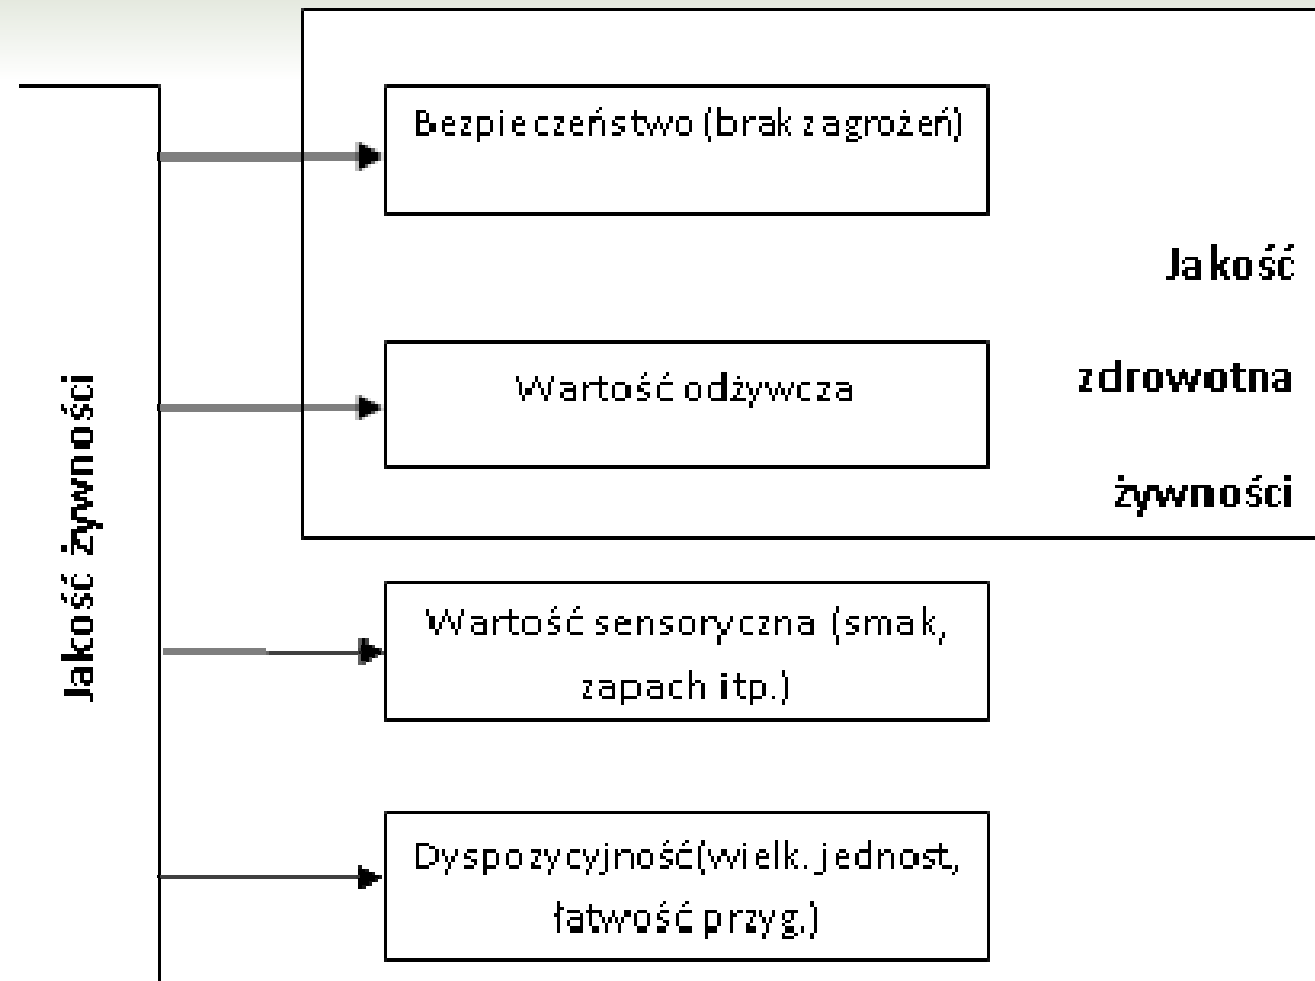 Jakość żywności
Bezpieczeństwo (brak zagrożeń)
Wartość odżywcza
Jakość
zdrowotna
żywności
Wartość sensoryczna (smak,
zapach itp.)
Dyspozycyjność(wielk. jednost,
łatwość przyg.)